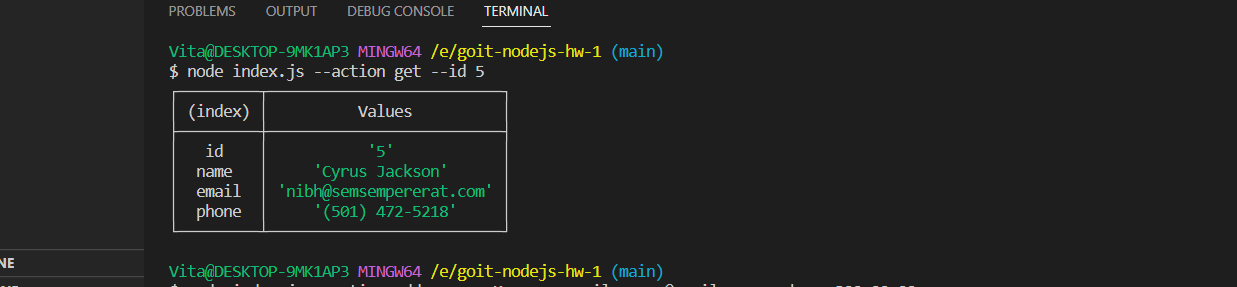 PROBLEMS OUTPUT DEBUG CONSOLE TERMINAL
Vita@DESKTOP-9MK1AP3 MINGW64 /e/goit-nodejs-hw-1 (main)
$ node index.js --action get --id 5
(index) Values
id '5'
name 'Cyrus Jackson'
email 'nibh@semsempererat.com'
phone '(501) 472-5218'
NE
Vita@DESKTOP-9MK1AP3 MINGW64 /e/goit-nodejs-hw-1 (main)